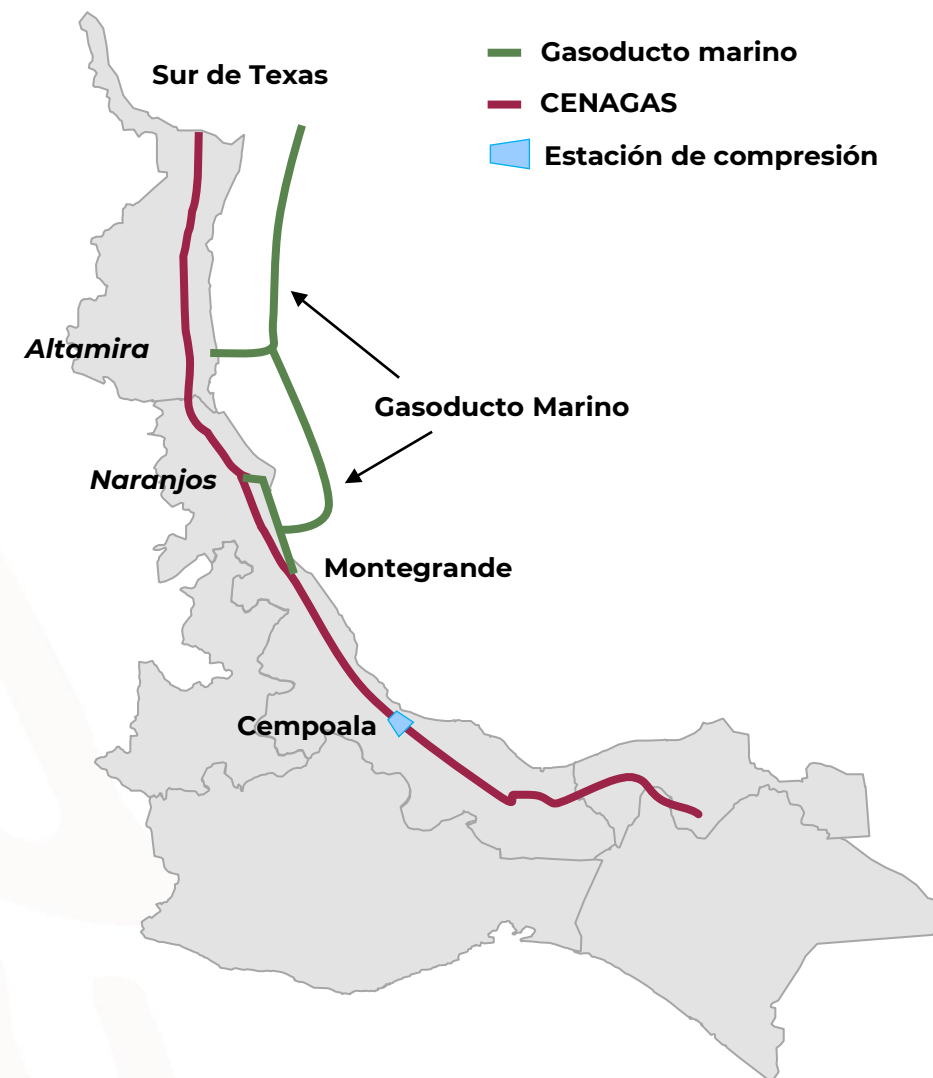 Sur de Texas
Gasoducto marino
CENAGAS
Estación de compresión
Altamira
Gasoducto Marino
Naranjos
Montegrande
Cempoala